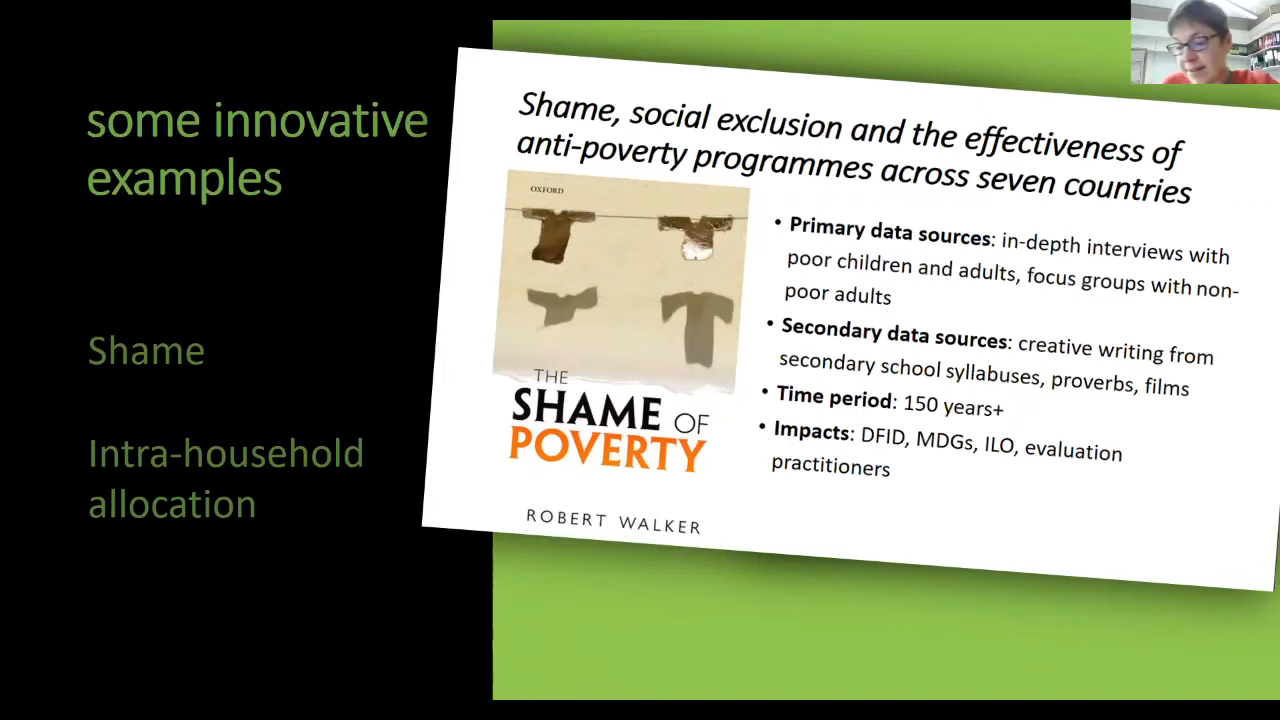 some innovative
examples
Shame
Intra-household
allocation
Shame, social exclusion and the effectiveness of
anti-poverty programmes across seven countries
OXFORD
THE
SHAME OF
POVERTY
ROBERT WALKER
• Primary data sources: in-depth interviews with
poor children and adults, focus groups with non-
poor adults
• Secondary data sources: creative writing from
secondary school syllabuses, proverbs, films
• Time period: 150 years+
• Impacts: DFID, MDGs, ILO, evaluation
practitioners